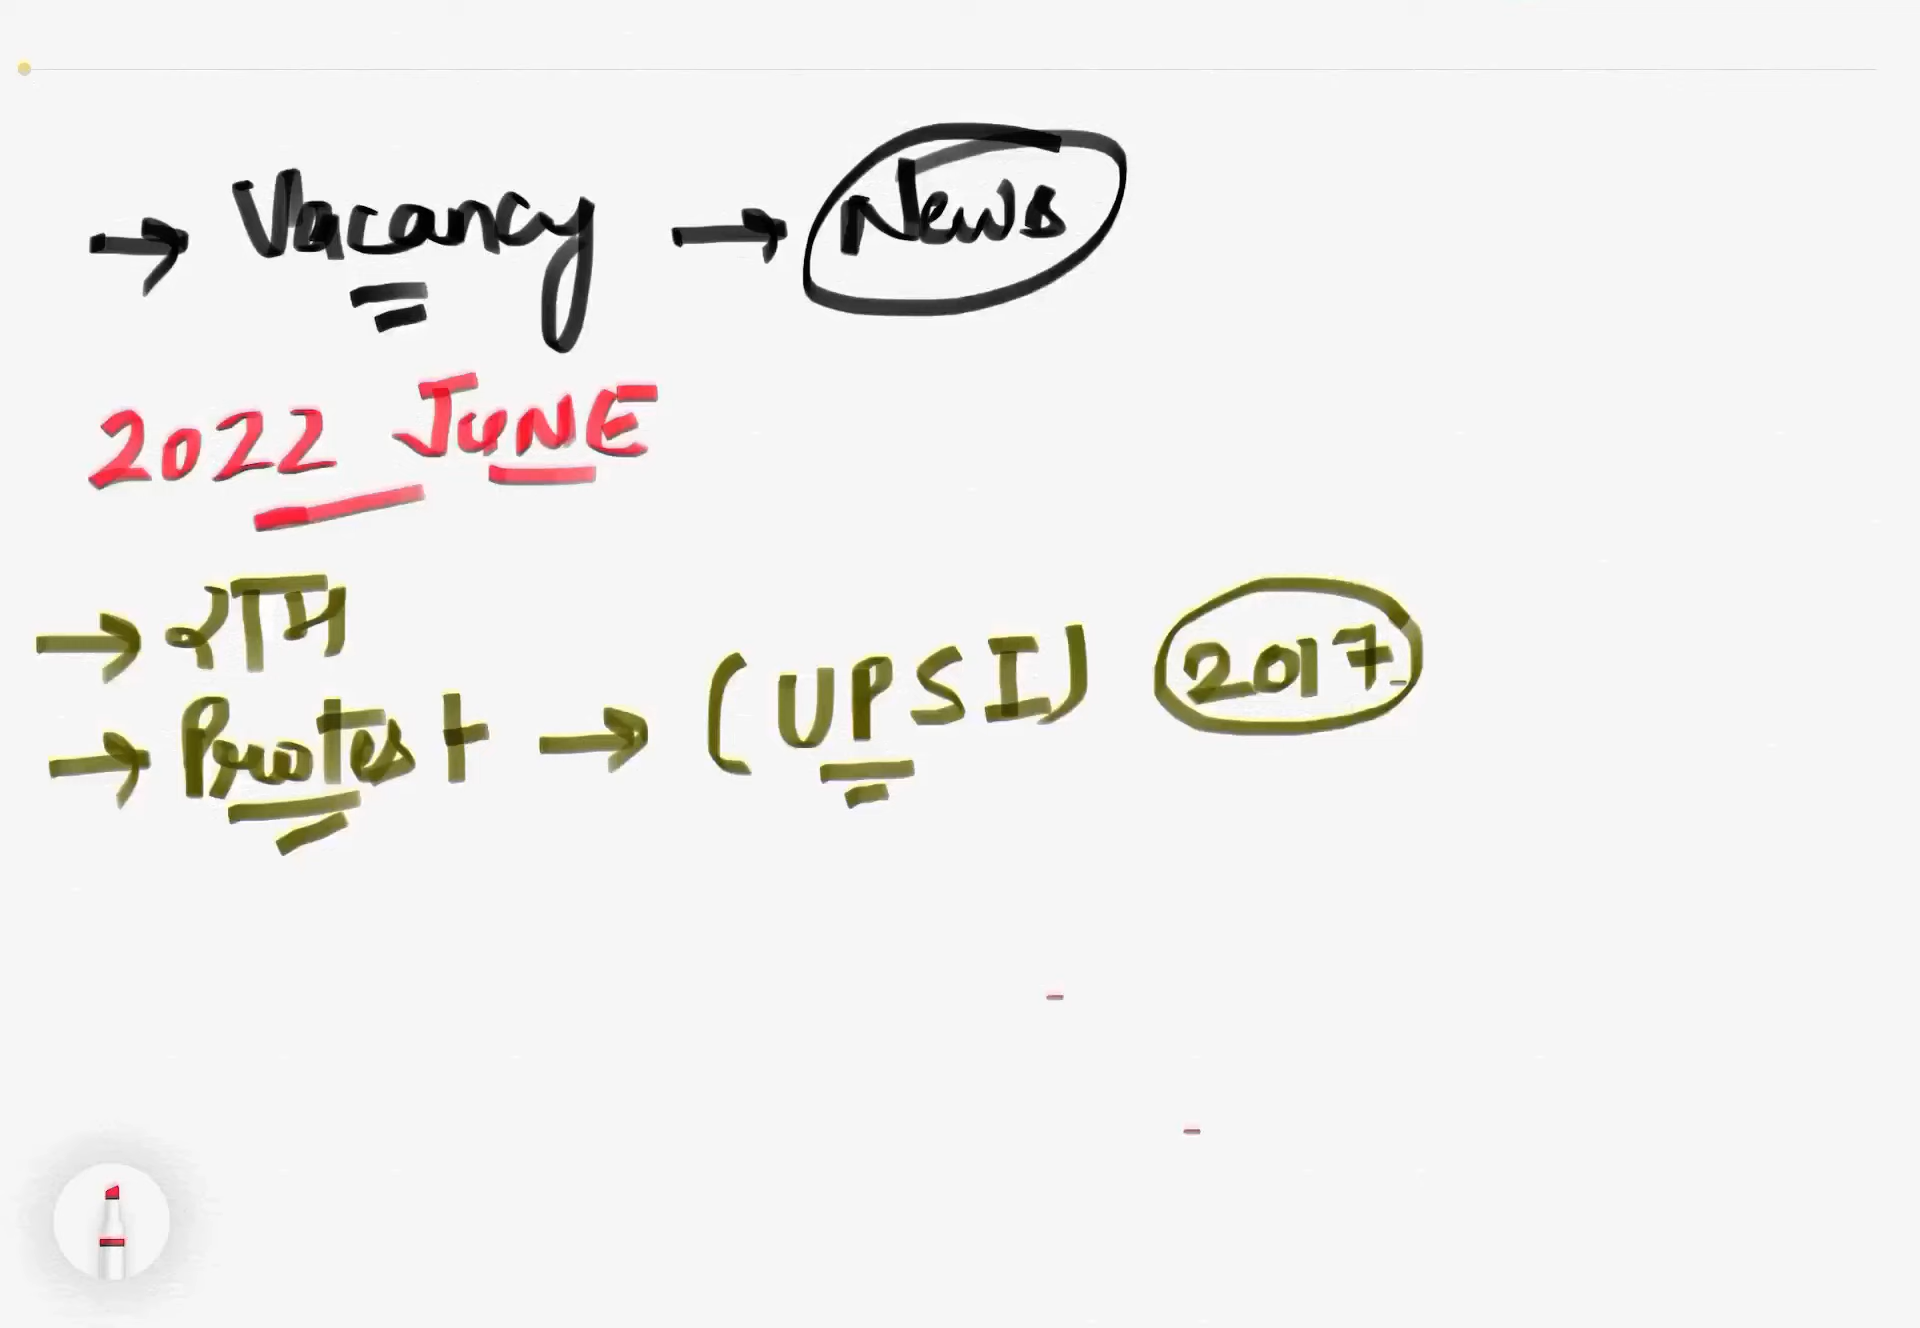 → Vacancy → News
2022 JUNE
→ राम
→ Protest → (UPSI) 2017